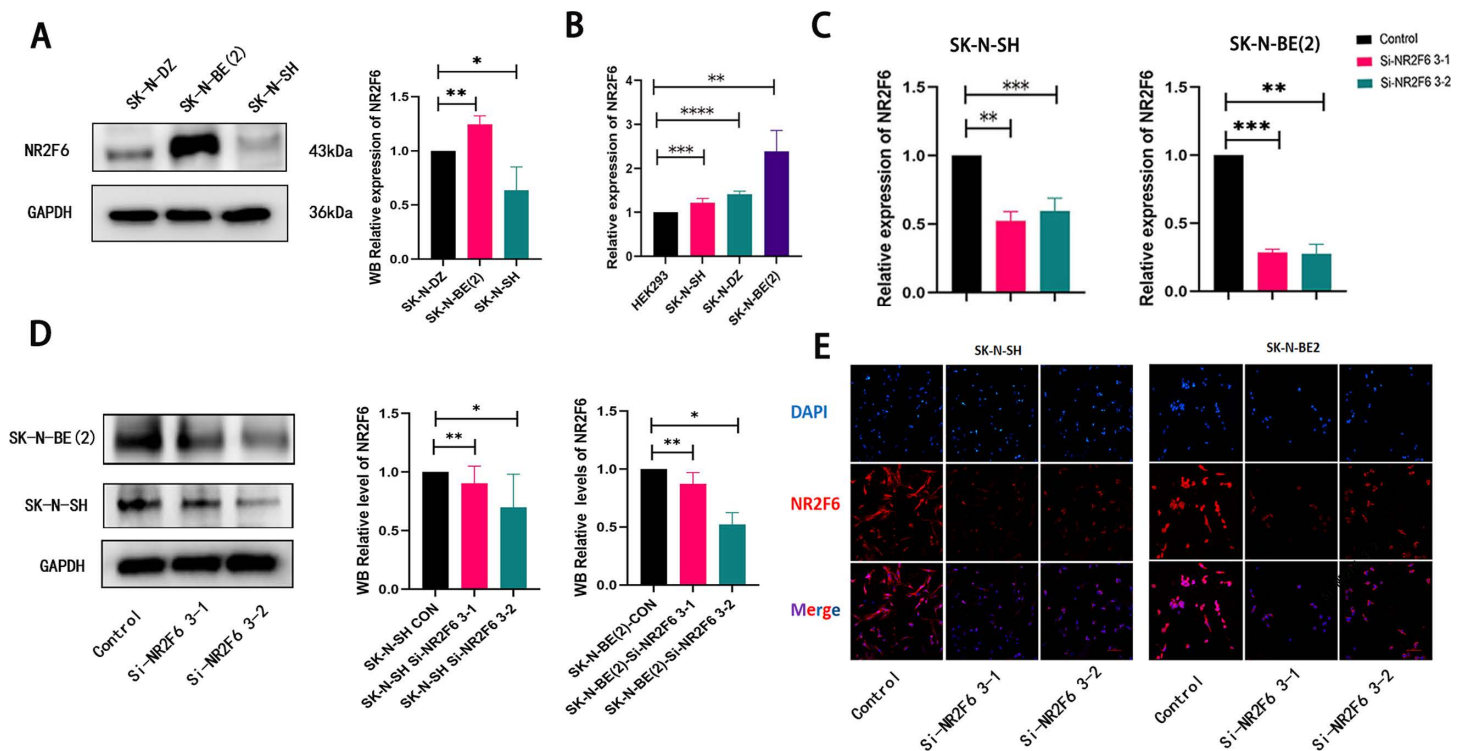 A
SK-N-DZ
SK-N-BE(2)
SK-N-SH
NR2F6
43kDa
GAPDH
36kDa
WB Relative expression of NR2F6
1.5
1.0
0.5
0.0
*
**
SK-N-DZ
SK-N-BE(2)
SK-N-SH
B
Relative expression of NR2F6
4
3
2
1
0
**
****
***
HEK293
SK-N-SH
SK-N-DZ
SK-N-BE(2)
C
SK-N-SH
Relative expression of NR2F6
1.0
0.5
0.0
***
**
SK-N-BE(2)
Relative expression of NR2F6
1.5
1.0
0.5
0.0
**
***
Control
Si-NR2F6 3-1
Si-NR2F6 3-2
D
SK-N-BE(2)
SK-N-SH
GAPDH
Control
Si-NR2F6 3-1
Si-NR2F6 3-2
WB Relative level of NR2F6
1.5
1.0
0.5
0.0
*
**
SK-N-SH CON
SK-N-SH Si-NR2F6 3-1
SK-N-SH Si-NR2F6 3-2
WB Relative levels of NR2F6
1.5
1.0
0.5
0.0
*
**
SK-N-BE(2)-CON
SK-N-BE(2)-Si-NR2F6 3-1
SK-N-BE(2)-Si-NR2F6 3-2
E
SK-N-SH
SK-N-BE2
DAPI
NR2F6
Merge
Control
Si-NR2F6 3-1
Si-NR2F6 3-2
Control
Si-NR2F6 3-1
Si-NR2F6 3-2